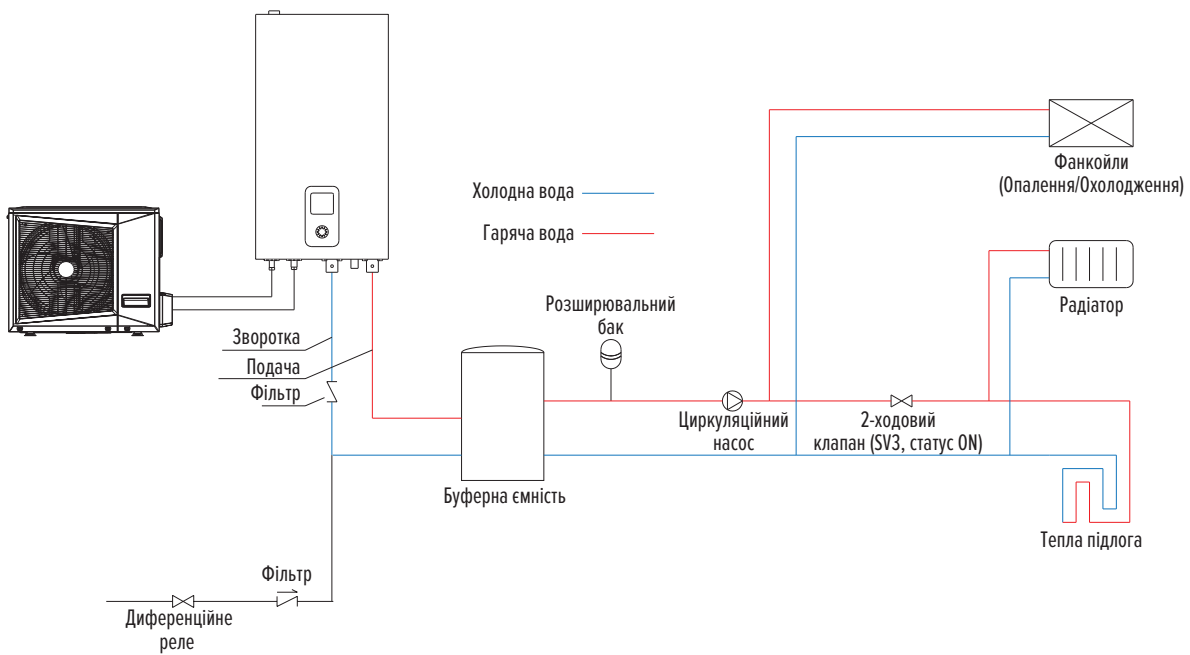 Фанкойли
(Опалення/Охолодження)
Холодна вода
Гаряча вода
Розширювальний
бак
Радіатор
Зворотка
Подача
Фільтр
Циркуляційний
насос
2-ходовий
клапан (SV3, статус ON)
Буферна ємність
Тепла підлога
Фільтр
Диференційне
реле